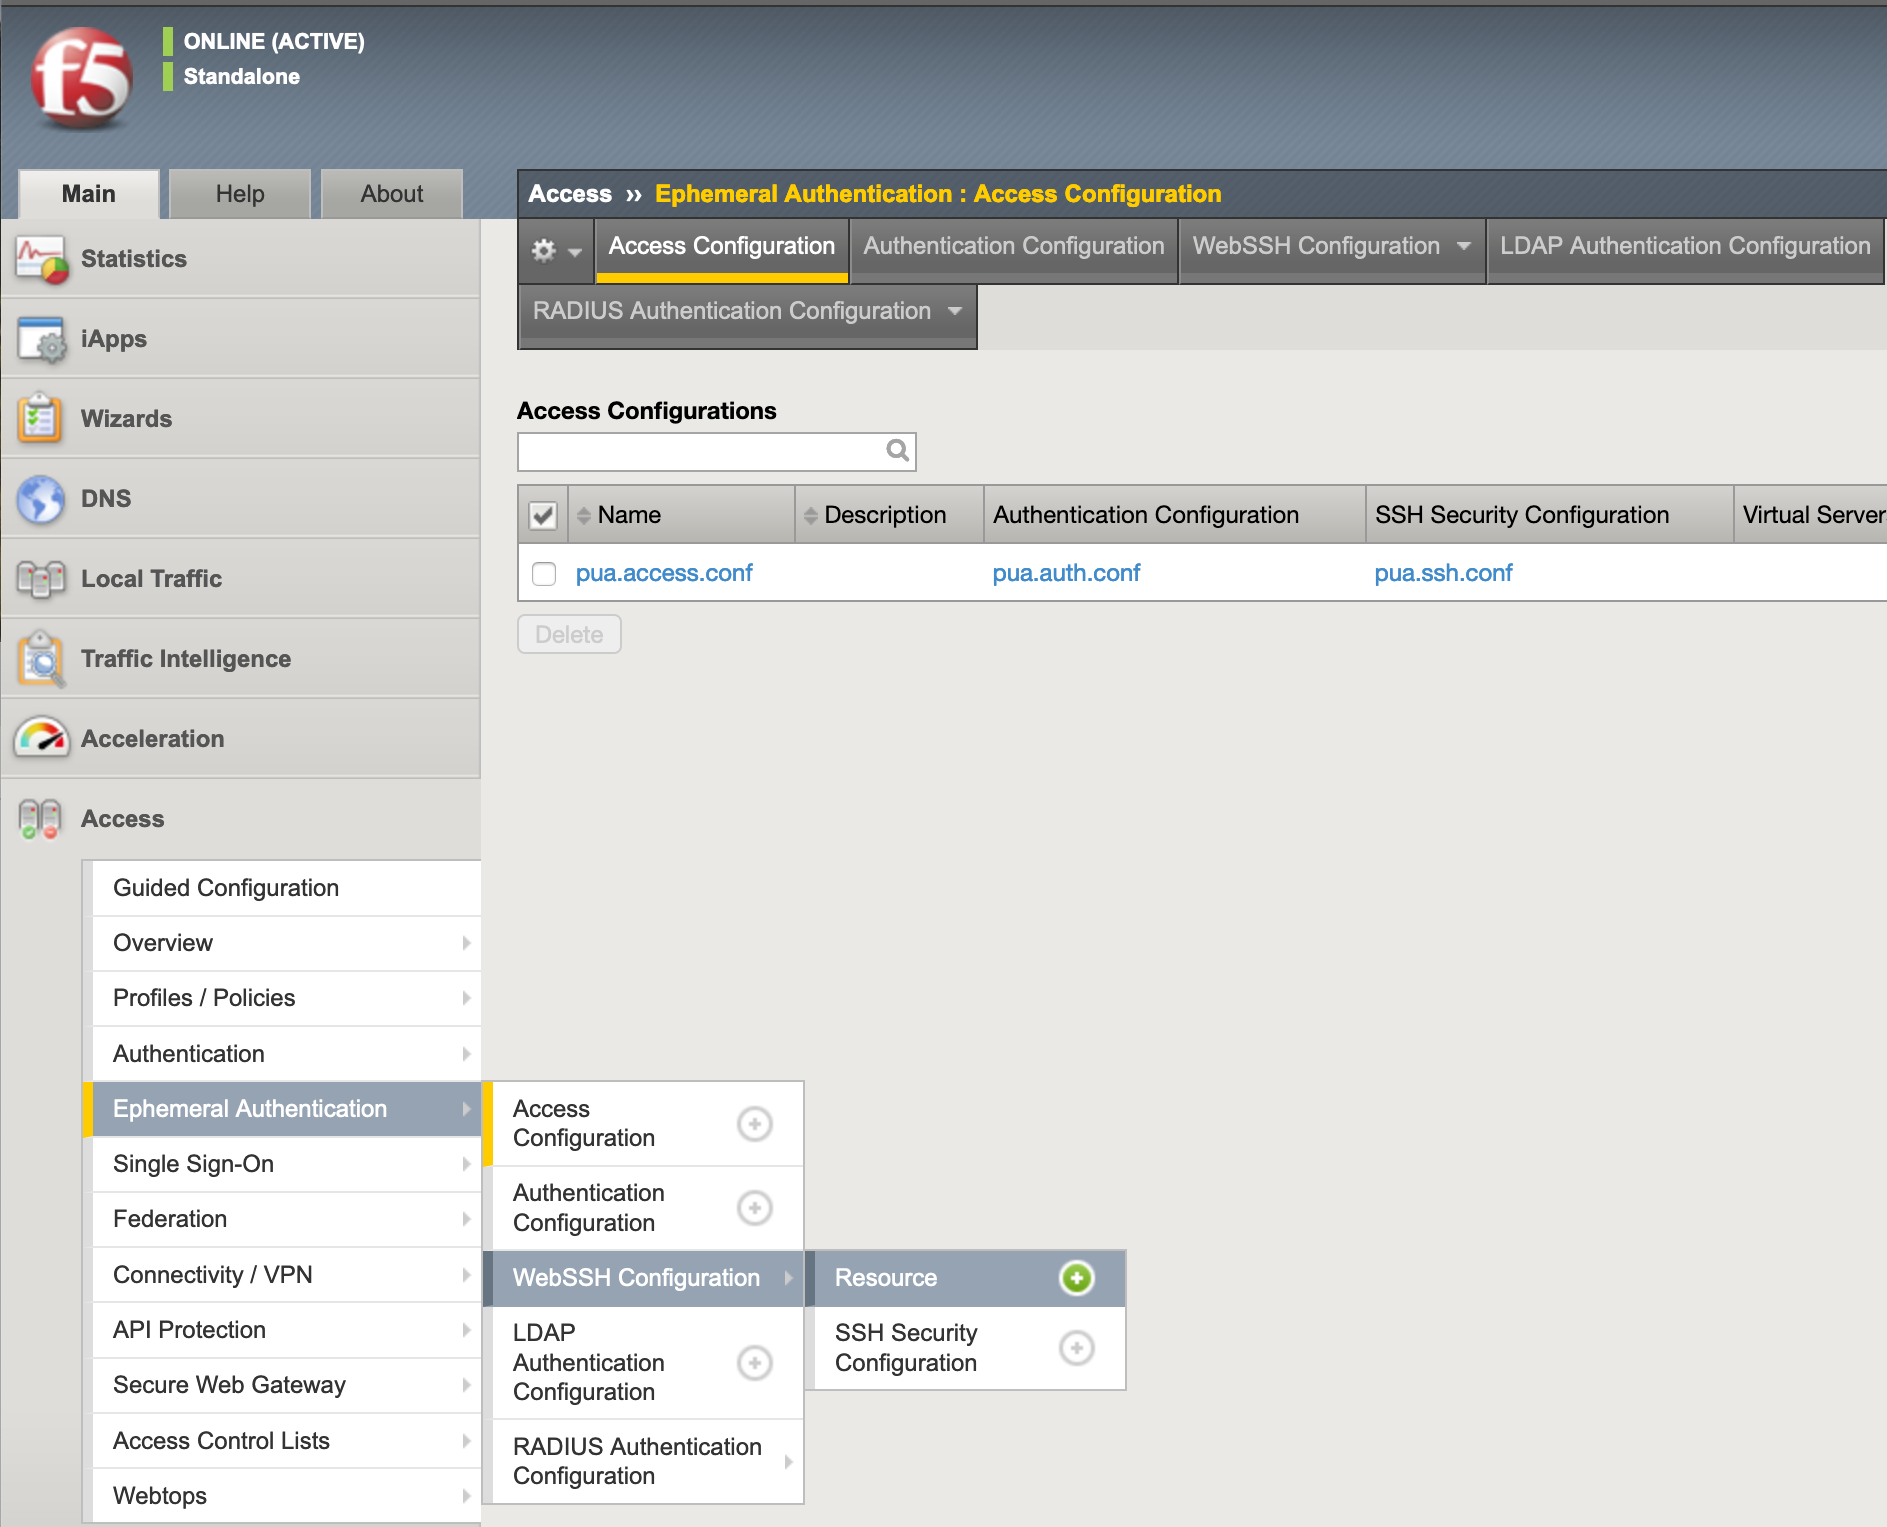 f5
ONLINE (ACTIVE)
Standalone
Main
Help
About
Access ›› Ephemeral Authentication : Access Configuration
Access Configuration
Authentication Configuration
WebSSH Configuration
LDAP Authentication Configuration
RADIUS Authentication Configuration
Statistics
iApps
Wizards
DNS
Local Traffic
Traffic Intelligence
Acceleration
Access
Access Configurations
Name
Description
Authentication Configuration
SSH Security Configuration
Virtual Server
pua.access.conf
pua.auth.conf
pua.ssh.conf
Delete
Guided Configuration
Overview
Profiles / Policies
Authentication
Ephemeral Authentication
Single Sign-On
Federation
Connectivity / VPN
API Protection
Secure Web Gateway
Access Control Lists
Webtops
Access
Configuration
Authentication
Configuration
WebSSH Configuration
LDAP
Authentication
Configuration
RADIUS Authentication
Configuration
Resource
SSH Security
Configuration